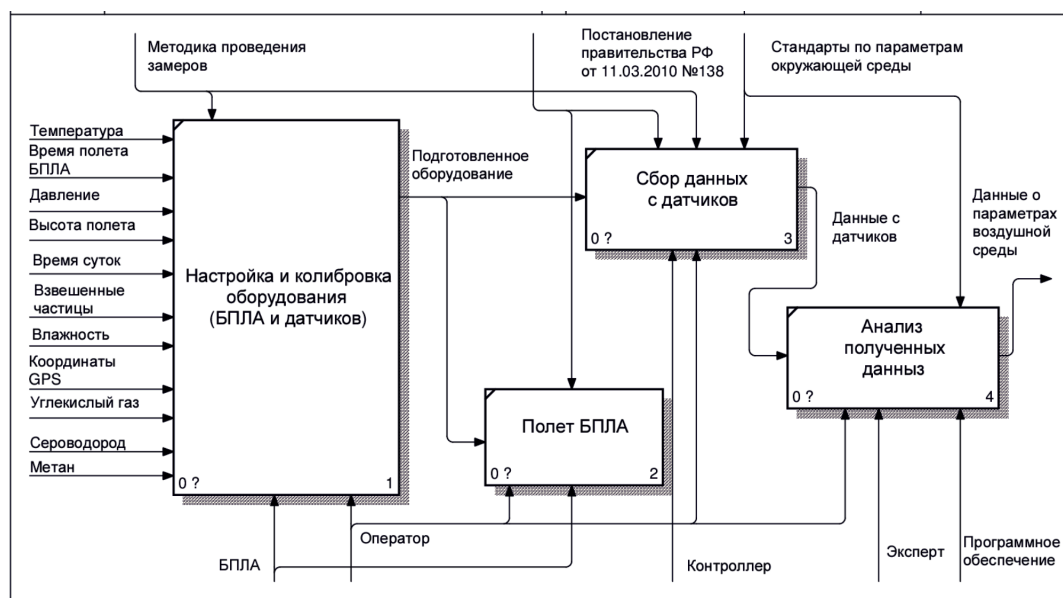 Методика проведения
замеров
Постановление
правительства РФ
от 11.03.2010 №138
Стандарты по параметрам
окружающей среды
Температура
Время полета
БПЛА
Давление
Высота полета
Время суток
Взвешенные
частицы
Влажность
Координаты
GPS
Углекислый газ
Сероводород
Метан
Настройка и колибровка
оборудования
(БПЛА и датчиков)
0 ?
1
Подготовленное
оборудование
Сбор данных
с датчиков
0 ?
3
Данные с
датчиков
Данные о
параметрах
воздушной
среды
Полет БПЛА
0 ?
2
Анализ
полученных
данныз
0 ?
4
Оператор
БПЛА
Контроллер
Эксперт
Программное
обеспечение